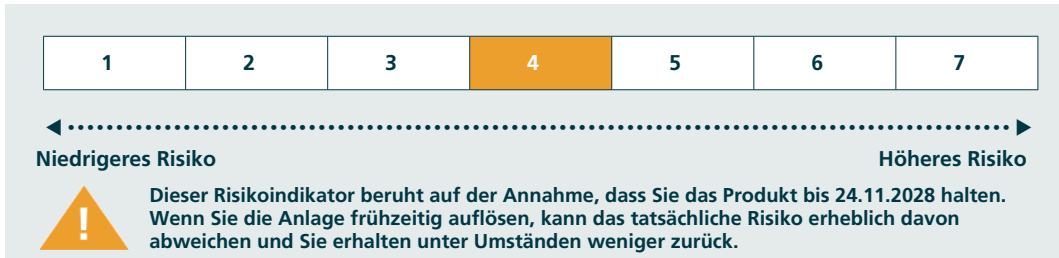 1 2 3 4 5 6 7
Niedrigeres Risiko Höheres Risiko
Dieser Risikoindikator beruht auf der Annahme, dass Sie das Produkt bis 24.11.2028 halten.
Wenn Sie die Anlage frühzeitig auflösen, kann das tatsächliche Risiko erheblich davon
abweichen und Sie erhalten unter Umständen weniger zurück.